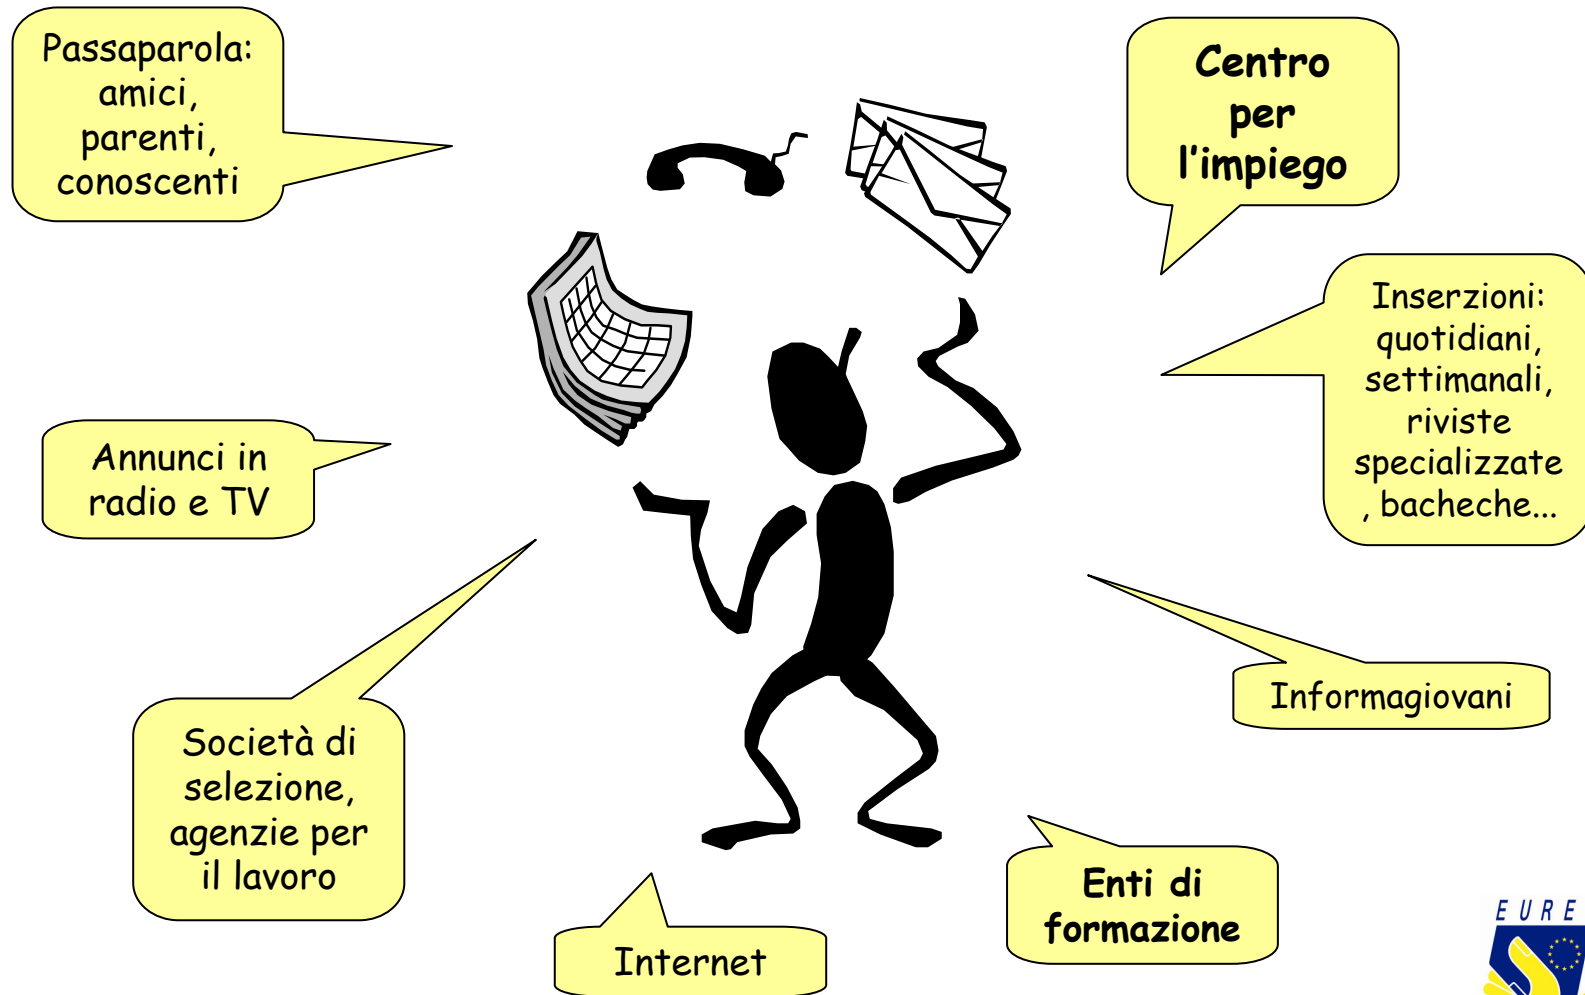 Passaparola:
amici,
parenti,
conoscenti
Centro
per
l'impiego
Inserzioni:
quotidiani,
settimanali,
riviste
specializzate
, bacheche...
Annunci in
radio e TV
Informagiovani
Società di
selezione,
agenzie per
il lavoro
Enti di
formazione
Internet
EURE